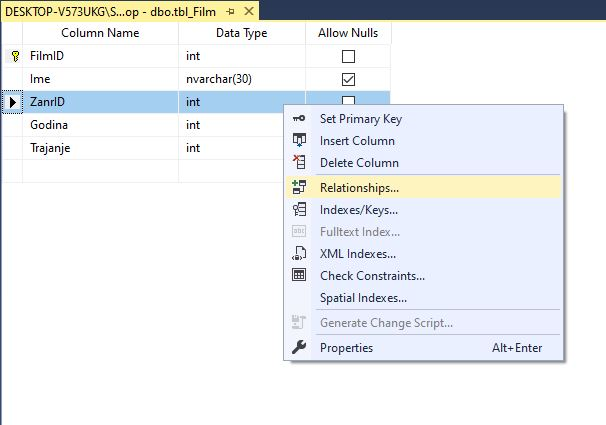 DESKTOP-V573UKG\S...op - dbo.tbl_Film
Column Name Data Type Allow Nulls
FilmID int
Ime nvarchar(30)
ZanrID int
Godina int
Trajanje int
Set Primary Key
Insert Column
Delete Column
Relationships...
Indexes/Keys...
Fulltext Index...
XML Indexes...
Check Constraints...
Spatial Indexes...
Generate Change Script...
Properties Alt+Enter